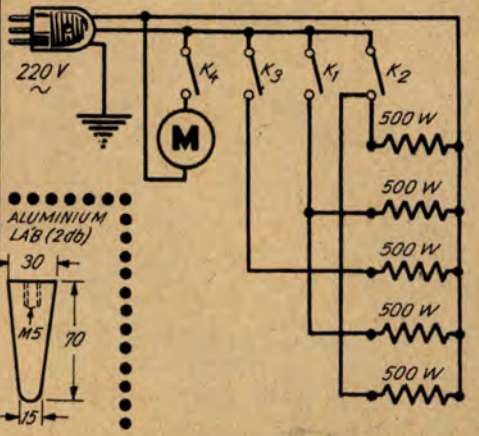 220 V
~
K4
K3
K1
K2
M
500 W
500 W
500 W
500 W
500 W
ALUMINIUM
LÁB (2db)
30
M5
70
15